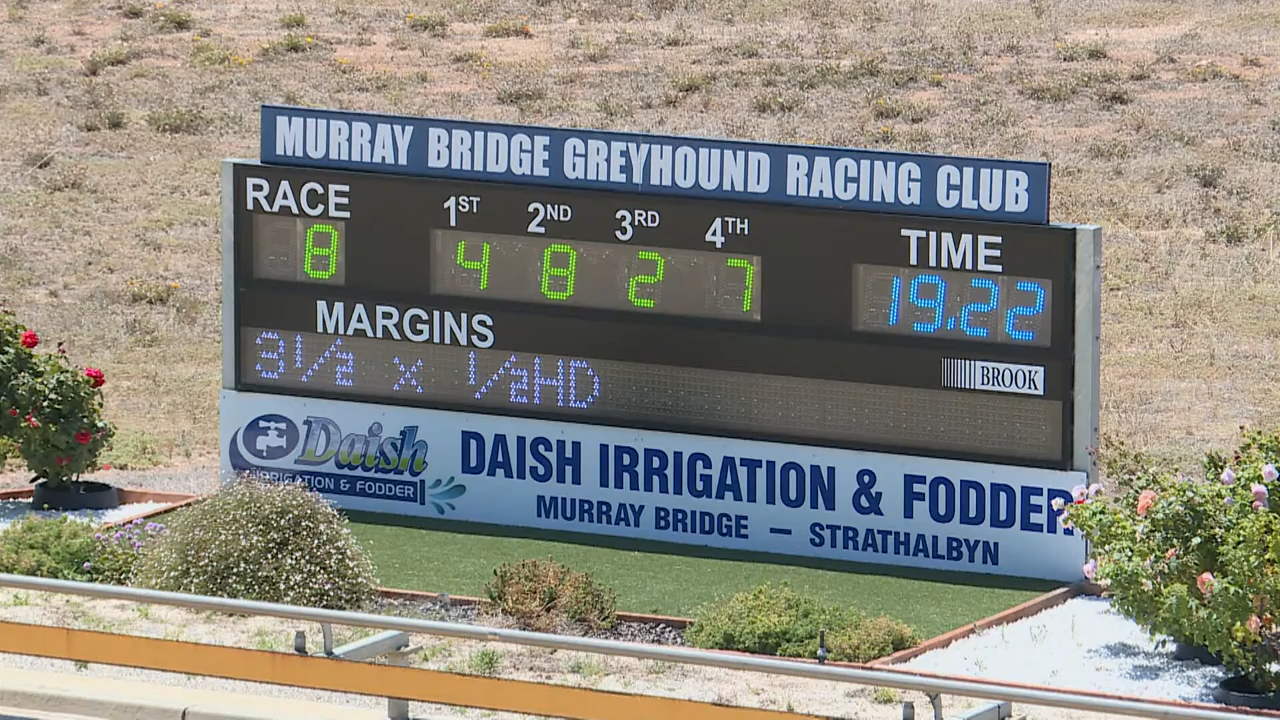 MURRAY BRIDGE GREYHOUND RACING CLUB
RACE 1ST 2ND 3RD 4TH TIME
8 4 8 2 7 19.22
MARGINS
3½ x ½HD
BROOK
Daish
IRRIGATION & FODDER
DAISH IRRIGATION & FODDER
MURRAY BRIDGE – STRATHALBYN